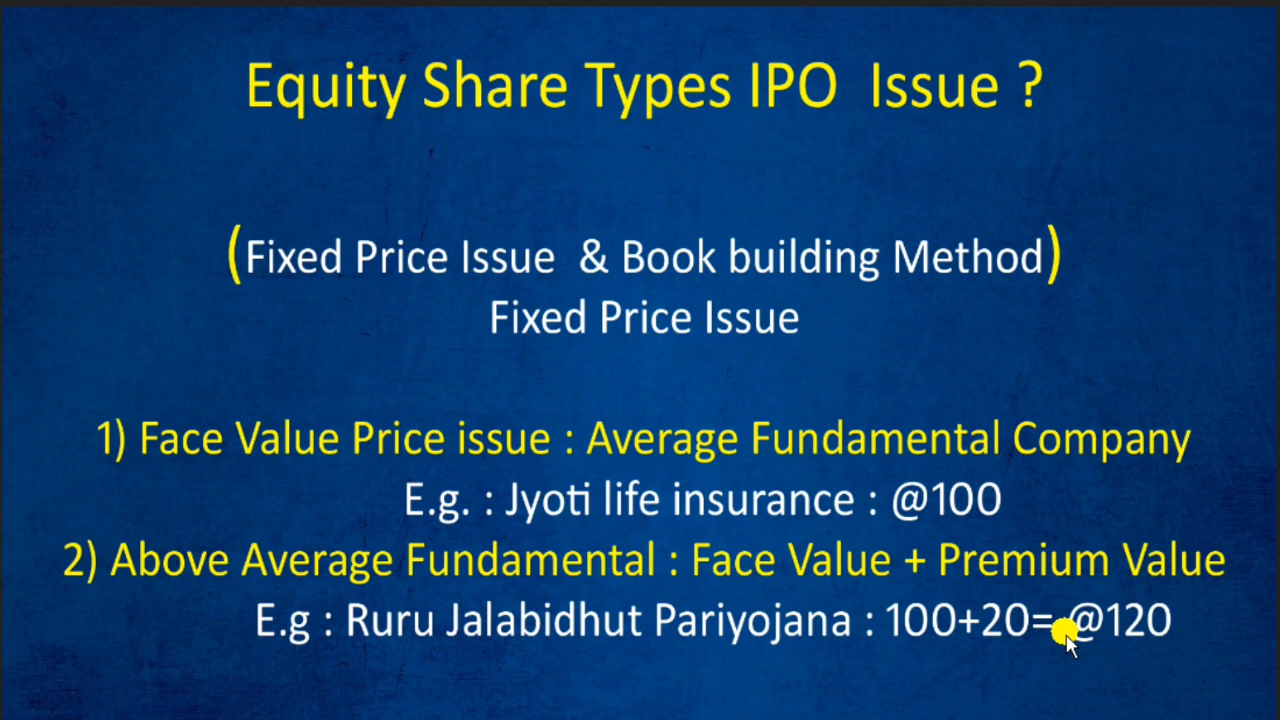 Equity Share Types IPO Issue ?
(Fixed Price Issue & Book building Method)
Fixed Price Issue
1) Face Value Price issue : Average Fundamental Company
E.g. : Jyoti life insurance : @100
2) Above Average Fundamental : Face Value + Premium Value
E.g : Ruru Jalabidhut Pariyojana : 100+20= @120